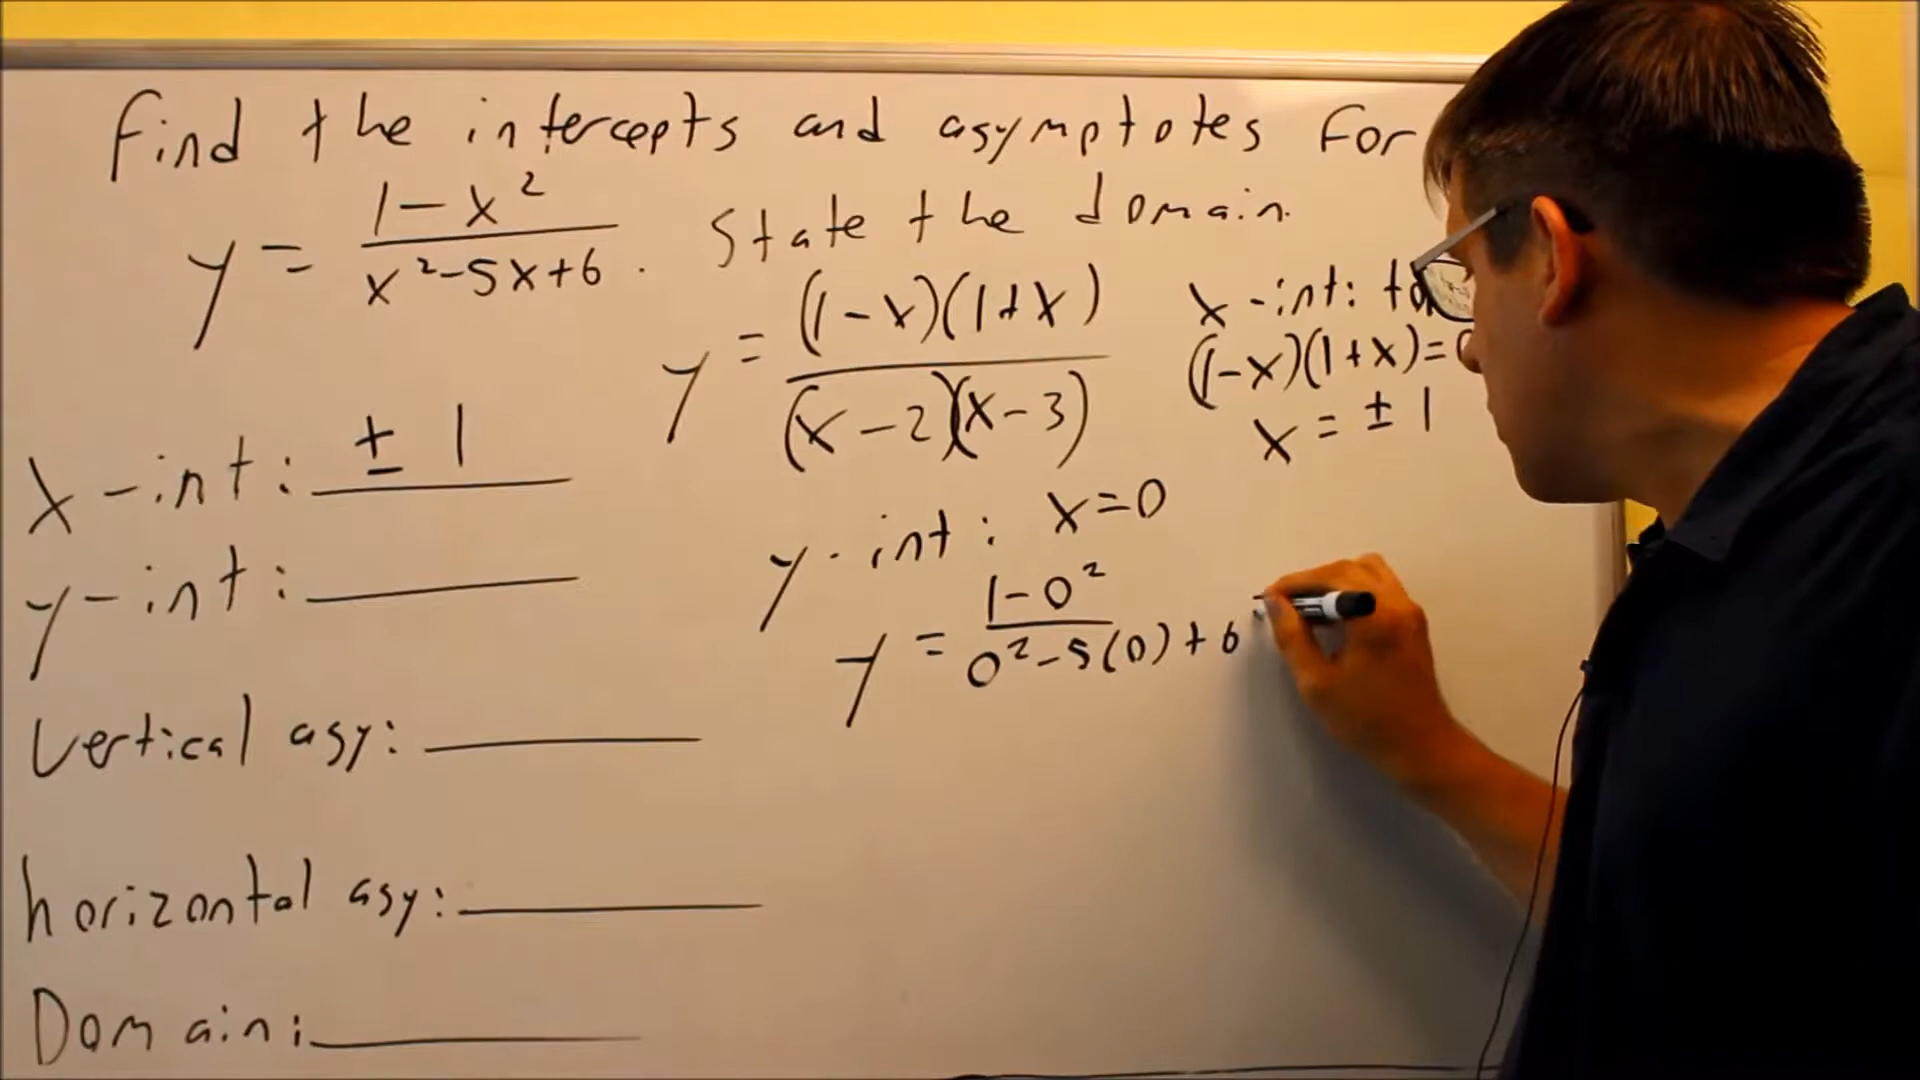 Find the intercepts and asymptotes for
y = (1-x²)/(x²-5x+6). State the domain.
y = ((1-x)(1+x))/((x-2)(x-3))
x-int:
(1-x)(1+x)=0
x = ± 1
x-int: ± 1
y-int:
vertical asy:
horizontal asy:
Domain:
y-int: x=0
y = (1-0²)/(0²-5(0)+6)